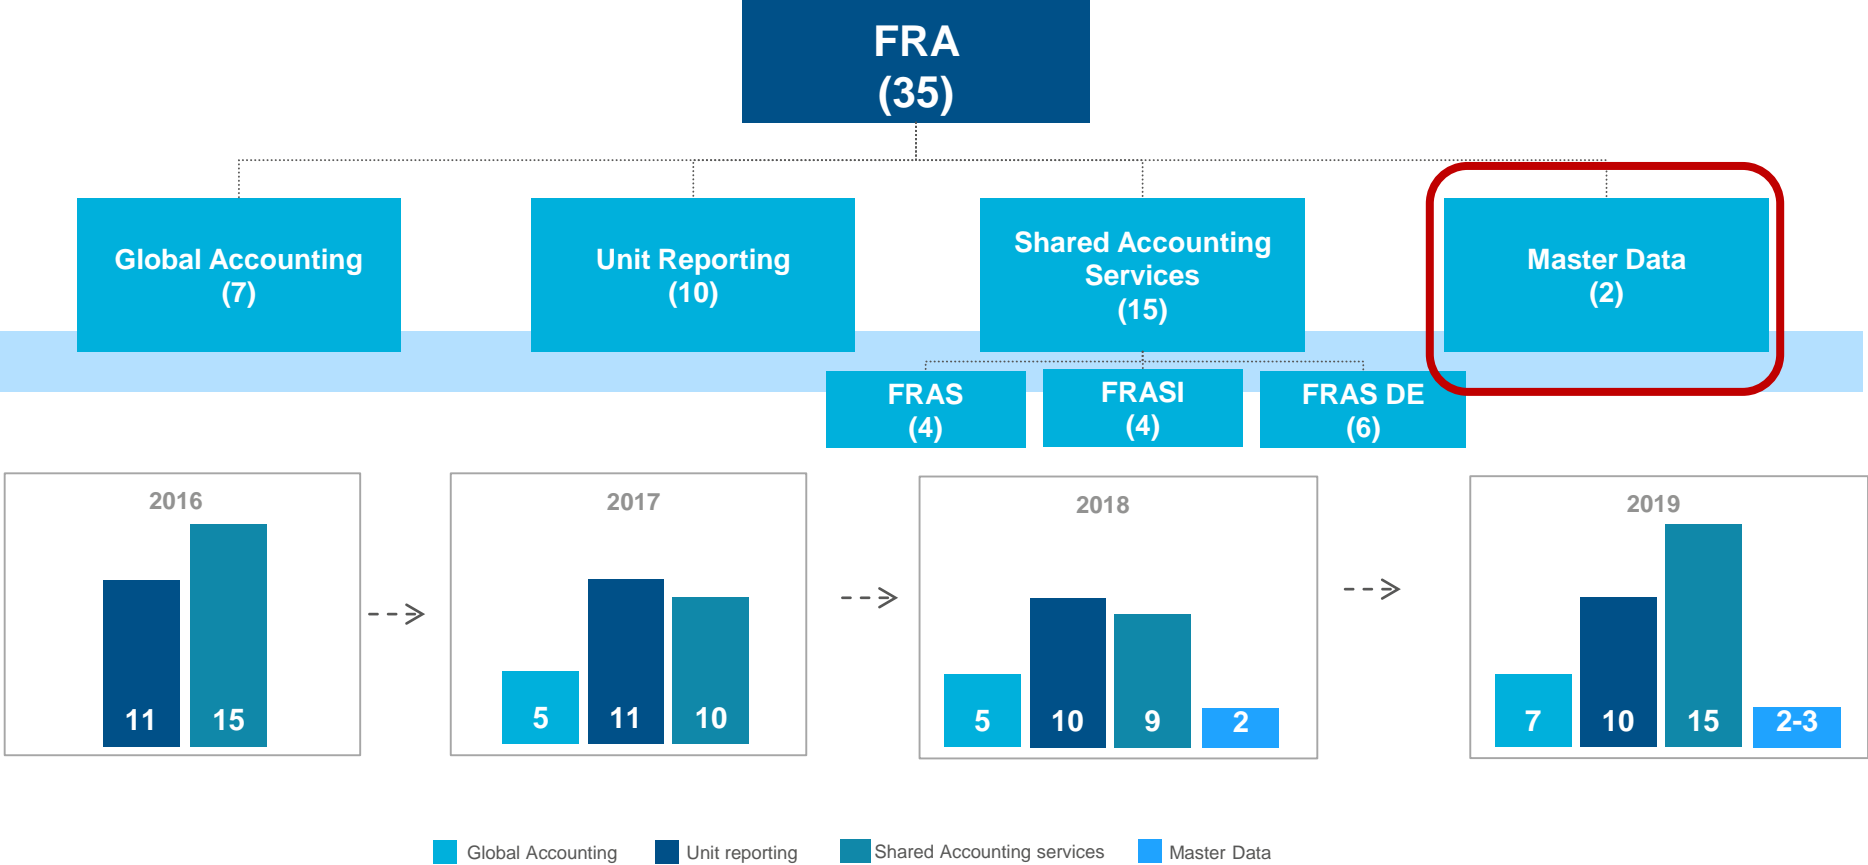 FRA
(35)
Global Accounting
(7)
Unit Reporting
(10)
Shared Accounting
Services
(15)
Master Data
(2)
FRAS
(4)
FRASI
(4)
FRAS DE
(6)
2016
11
15
2017
5
11
10
2018
5
10
9
2
2019
7
10
15
2-3
Global Accounting
Unit reporting
Shared Accounting services
Master Data